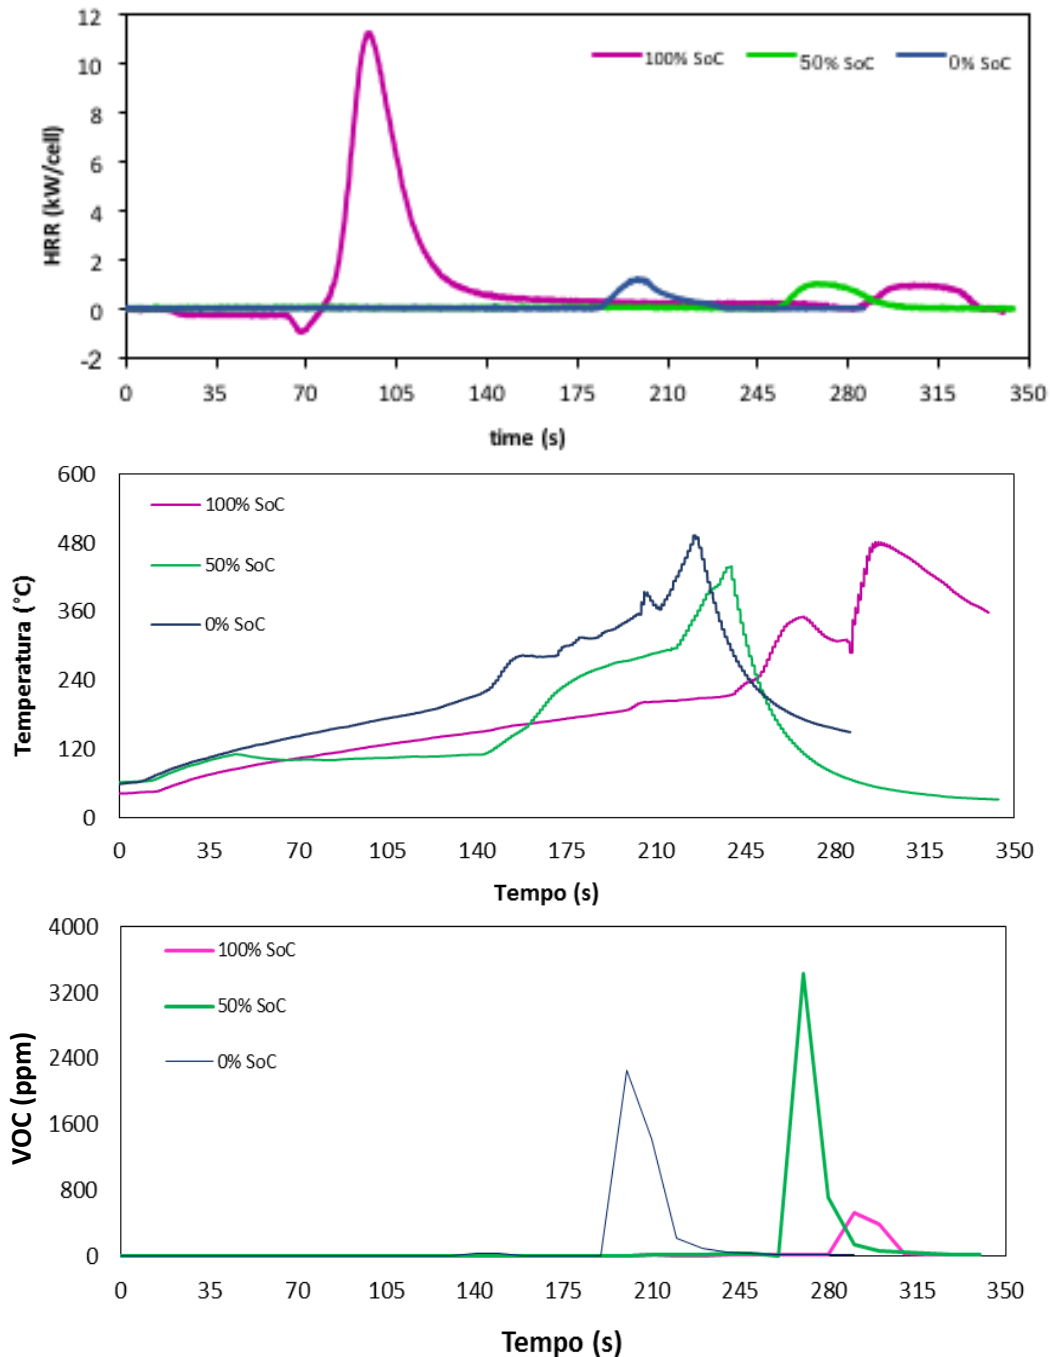 HRR (kW/cell)
12
10
8
6
4
2
0
-2
100% SoC 50% SoC 0% SoC
0 35 70 105 140 175 210 245 280 315 350
time (s)
Temperatura (°C)
600
480
360
240
120
0
100% SoC
50% SoC
0% SoC
0 35 70 105 140 175 210 245 280 315 350
Tempo (s)
VOC (ppm)
4000
3200
2400
1600
800
0
100% SoC
50% SoC
0% SoC
0 35 70 105 140 175 210 245 280 315 350
Tempo (s)